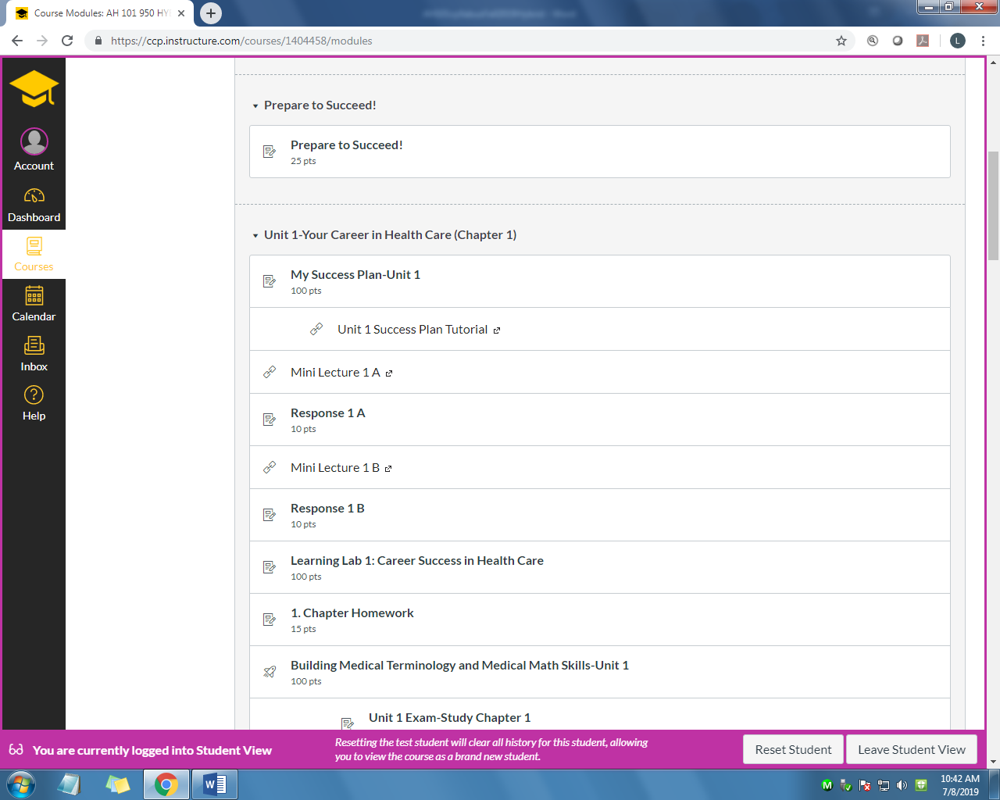 Course Modules: AH 101 950 HY
https://ccp.instructure.com/courses/1404458/modules
L
Account
Dashboard
Courses
Calendar
Inbox
Help
Prepare to Succeed!
Prepare to Succeed!
25 pts
Unit 1-Your Career in Health Care (Chapter 1)
My Success Plan-Unit 1
100 pts
Unit 1 Success Plan Tutorial
Mini Lecture 1 A
Response 1 A
10 pts
Mini Lecture 1 B
Response 1 B
10 pts
Learning Lab 1: Career Success in Health Care
100 pts
1. Chapter Homework
15 pts
Building Medical Terminology and Medical Math Skills-Unit 1
100 pts
Unit 1 Exam-Study Chapter 1
You are currently logged into Student View
Resetting the test student will clear all history for this student, allowing
you to view the course as a brand new student.
Reset Student
Leave Student View
10:42 AM
7/8/2019